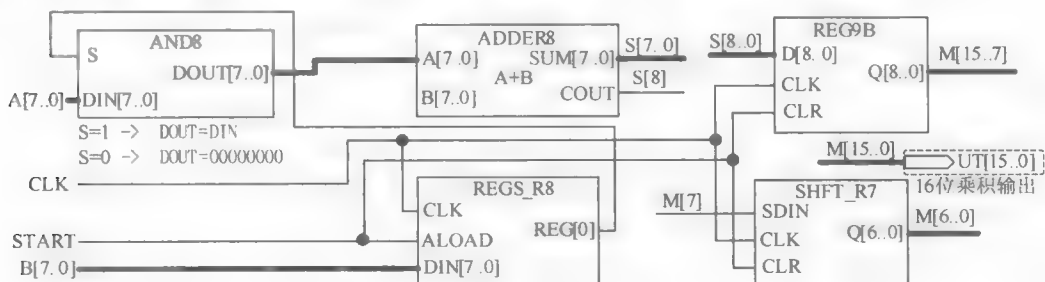 AND8
S
DOUT[7..0]
A[7..0]
DIN[7..0]
S=1 -> DOUT=DIN
S=0 -> DOUT=00000000
CLK
START
B[7..0]
ADDER8
A[7..0]
SUM[7..0]
A+B
B[7..0]
COUT
S[7..0]
S[8]
REGS_R8
CLK
ALOAD
REG[0]
DIN[7..0]
REG9B
S[8..0]
D[8..0]
Q[8..0]
M[15..7]
CLK
CLR
M[15..0]
UT[15..0]
16位乘积输出
SHFT_R7
M[7]
SDIN
Q[6..0]
M[6..0]
CLK
CLR